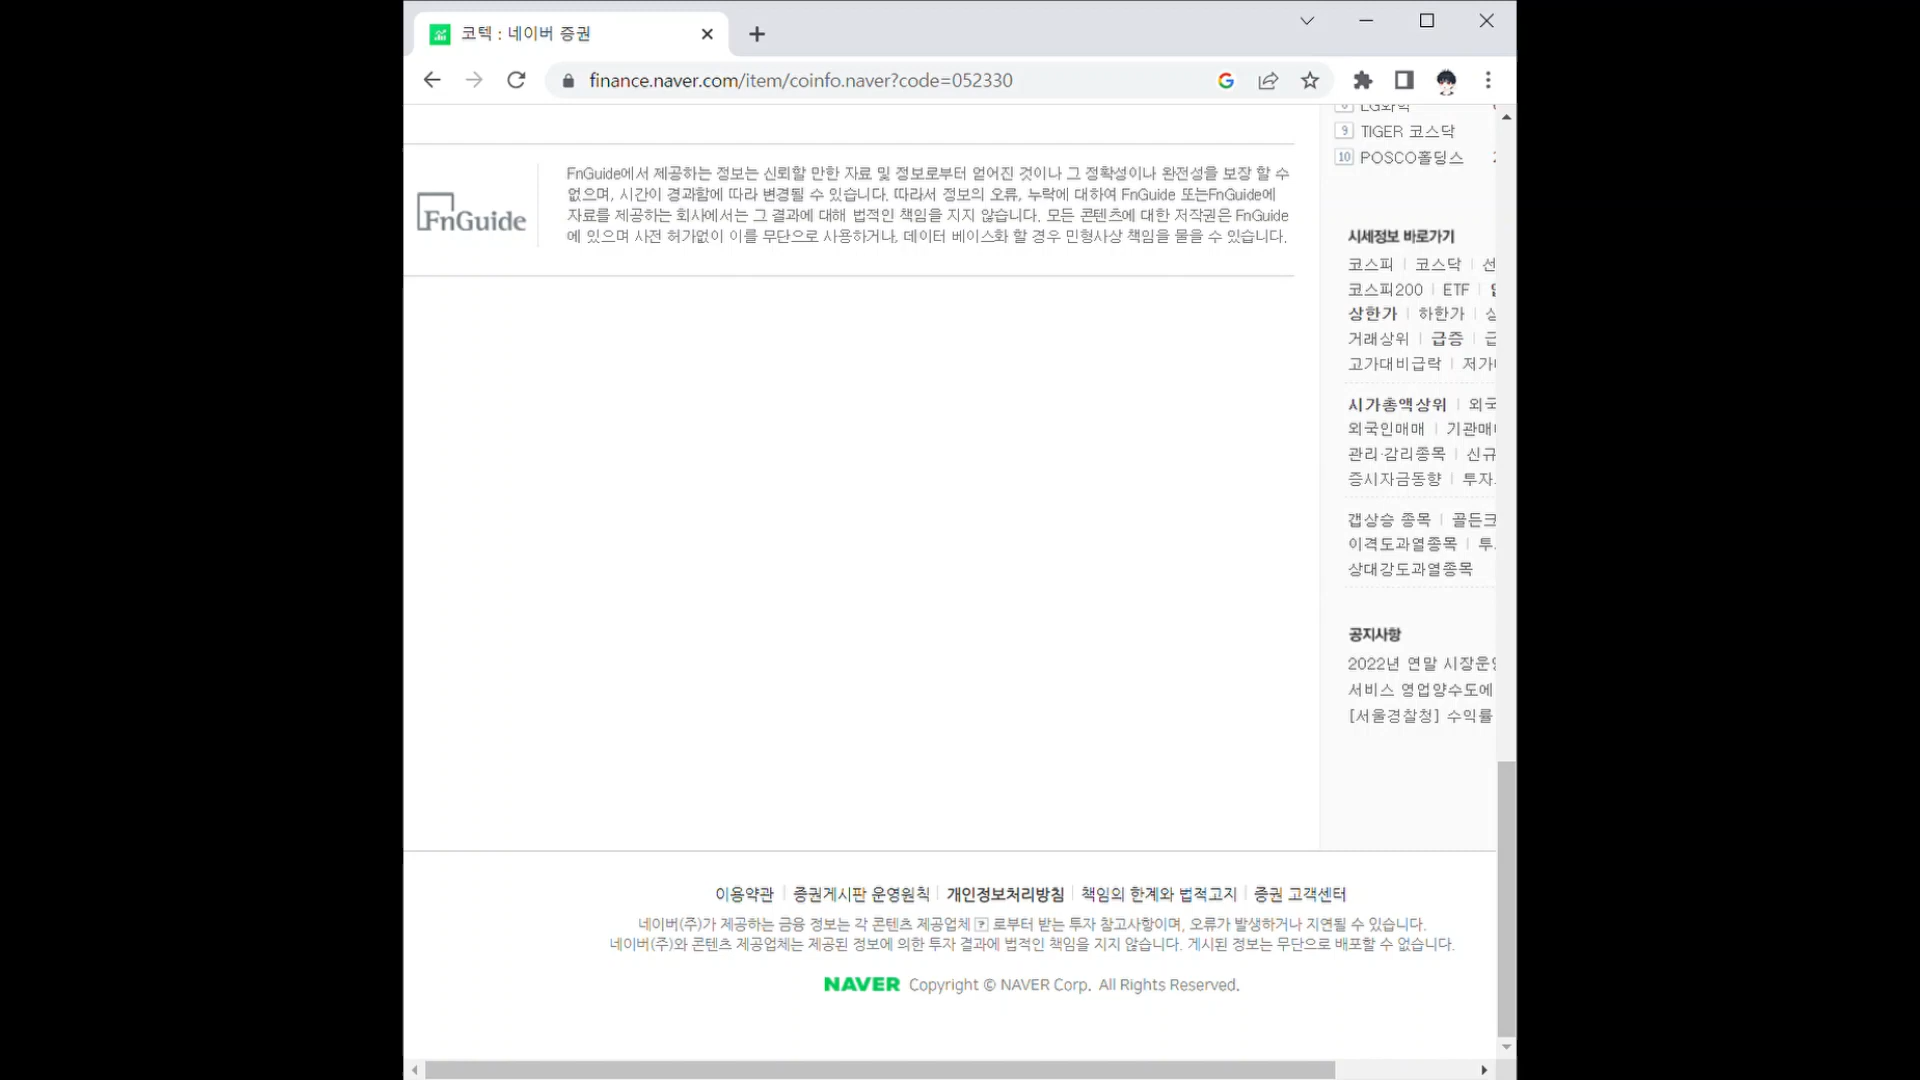 코텍 : 네이버 증권
finance.naver.com/item/coinfo.naver?code=052330
LG화학
9 TIGER 코스닥
10 POSCO홀딩스
FnGuide
FnGuide에서 제공하는 정보는 신뢰할 만한 자료 및 정보로부터 얻어진 것이나 그 정확성이나 완전성을 보장 할 수
없으며, 시간이 경과함에 따라 변경될 수 있습니다. 따라서 정보의 오류, 누락에 대하여 FnGuide 또는FnGuide에
자료를 제공하는 회사에서는 그 결과에 대해 법적인 책임을 지지 않습니다. 모든 콘텐츠에 대한 저작권은 FnGuide
에 있으며 사전 허가없이 이를 무단으로 사용하거나, 데이터 베이스화 할 경우 민형사상 책임을 물을 수 있습니다.
시세정보 바로가기
코스피 | 코스닥 | 선
코스피200 | ETF |
상한가 | 하한가 |
거래상위 | 급증 | 급
고가대비급락 | 저가
시가총액상위 | 외국
외국인매매 | 기관매
관리·감리종목 | 신규
증시자금동향 | 투자
갭상승 종목 | 골든크
이격도과열종목 | 투
상대강도과열종목
공지사항
2022년 연말 시장운영
서비스 영업양수도에
[서울경찰청] 수익률
이용약관 | 증권게시판 운영원칙 | 개인정보처리방침 | 책임의 한계와 법적고지 | 증권 고객센터
네이버(주)가 제공하는 금융 정보는 각 콘텐츠 제공업체 ? 로부터 받는 투자 참고사항이며, 오류가 발생하거나 지연될 수 있습니다.
네이버(주)와 콘텐츠 제공업체는 제공된 정보에 의한 투자 결과에 법적인 책임을 지지 않습니다. 게시된 정보는 무단으로 배포할 수 없습니다.
NAVER Copyright © NAVER Corp. All Rights Reserved.